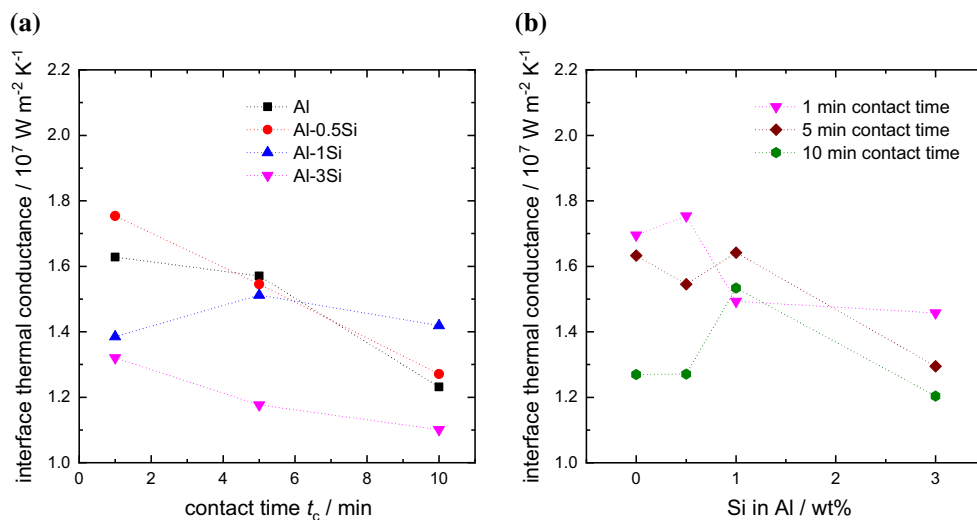 (a)
interface thermal conductance / 10⁷ W m⁻² K⁻¹
2.2
2.0
1.8
1.6
1.4
1.2
1.0
Al
Al-0.5Si
Al-1Si
Al-3Si
0 2 4 6 8 10
contact time t_c / min
(b)
interface thermal conductance / 10⁷ W m⁻² K⁻¹
2.2
2.0
1.8
1.6
1.4
1.2
1.0
1 min contact time
5 min contact time
10 min contact time
0 1 2 3
Si in Al / wt%